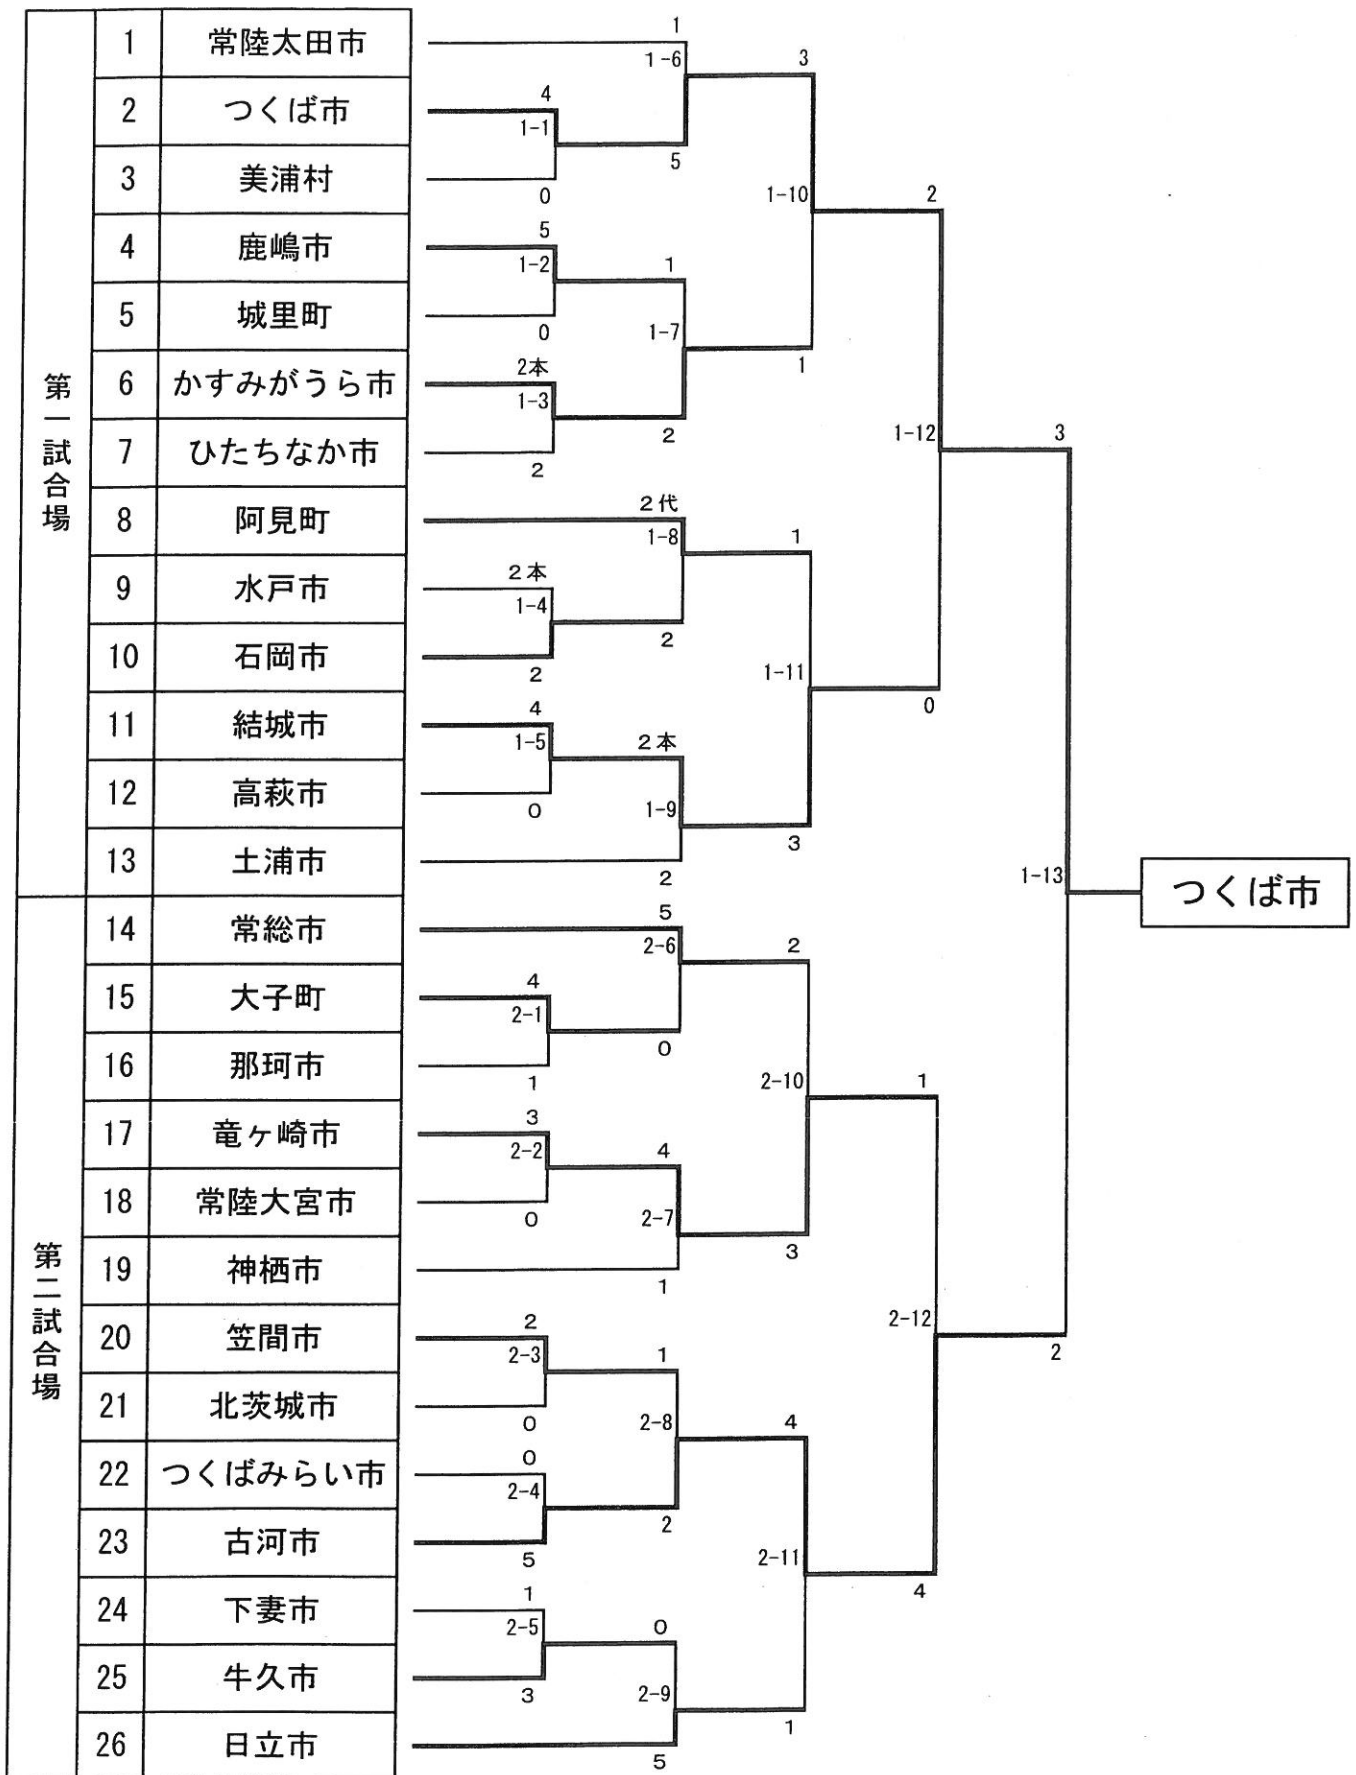 第一試合場
1 常陸太田市
2 つくば市
3 美浦村
4 鹿嶋市
5 城里町
6 かすみがうら市
7 ひたちなか市
8 阿見町
9 水戸市
10 石岡市
11 結城市
12 高萩市
13 土浦市
第二試合場
14 常総市
15 大子町
16 那珂市
17 竜ヶ崎市
18 常陸大宮市
19 神栖市
20 笠間市
21 北茨城市
22 つくばみらい市
23 古河市
24 下妻市
25 牛久市
26 日立市
4
1-1
0
5
1-2
0
2本
1-3
2
2本
1-4
2
4
1-5
0
4
2-1
1
3
2-2
0
2
2-3
0
0
2-4
5
1
2-5
3
1
1-6
5
1
1-7
2
2代
1-8
2
2本
1-9
2
5
2-6
0
4
2-7
1
1
2-8
2
0
2-9
5
3
1-10
1
1
1-11
3
2
2-10
3
4
2-11
1
2
1-12
0
1
2-12
4
3
1-13
2
つくば市